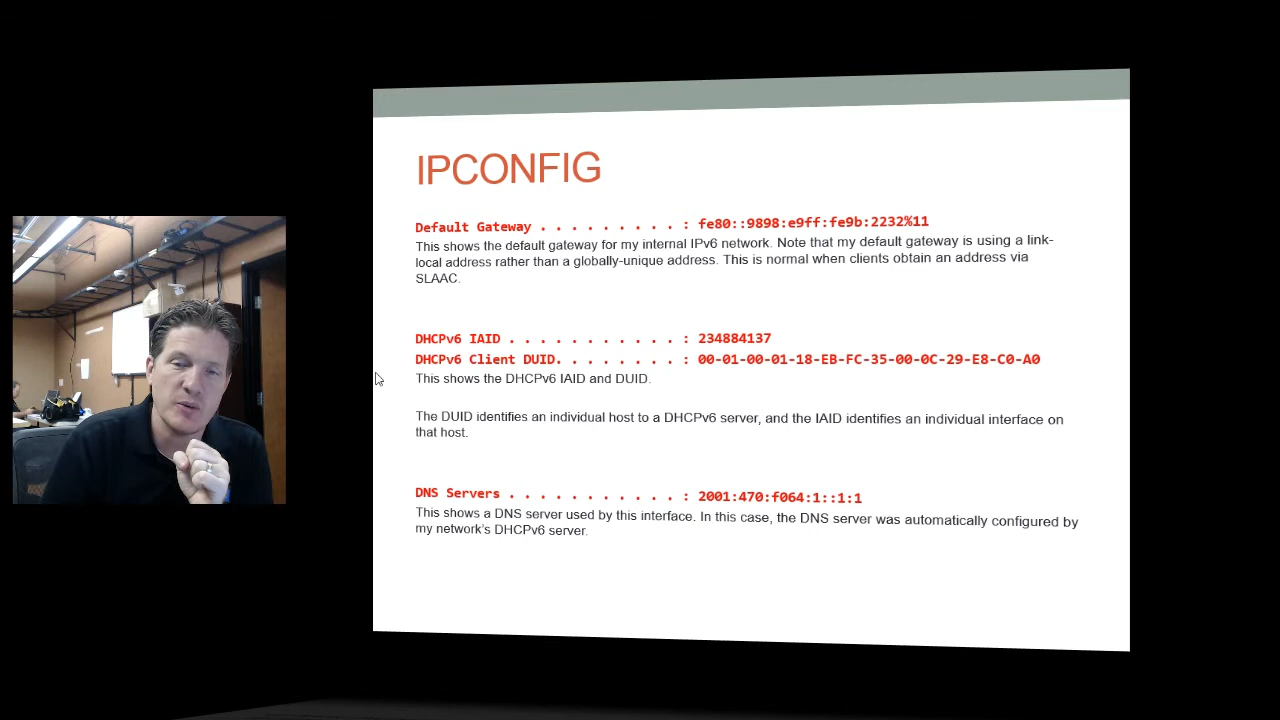 IPCONFIG
Default Gateway . . . . . . . . . : fe80::9898:e9ff:fe9b:2232%11
This shows the default gateway for my internal IPv6 network. Note that my default gateway is using a link-
local address rather than a globally-unique address. This is normal when clients obtain an address via
SLAAC.
DHCPv6 IAID . . . . . . . . . . . : 234884137
DHCPv6 Client DUID. . . . . . . . : 00-01-00-01-18-EB-FC-35-00-0C-29-E8-C0-A0
This shows the DHCPv6 IAID and DUID.
The DUID identifies an individual host to a DHCPv6 server, and the IAID identifies an individual interface on
that host.
DNS Servers . . . . . . . . . . . : 2001:470:f064:1::1:1
This shows a DNS server used by this interface. In this case, the DNS server was automatically configured by
my network's DHCPv6 server.